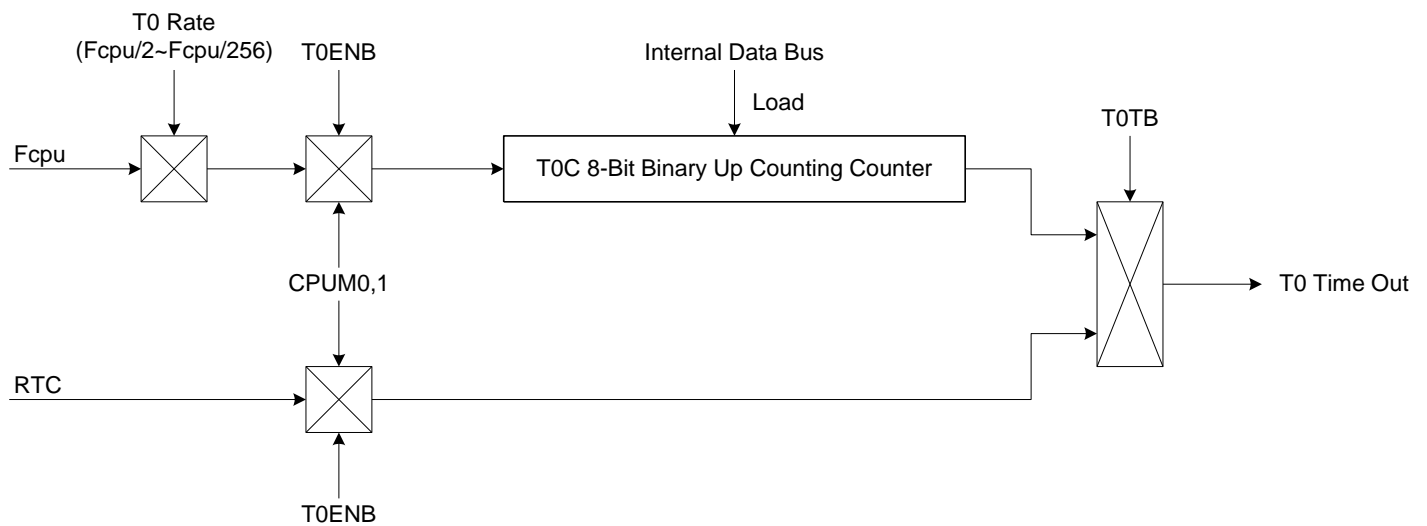 T0 Rate
(Fcpu/2~Fcpu/256)
T0ENB
Internal Data Bus
Load
T0TB
Fcpu
T0C 8-Bit Binary Up Counting Counter
CPUM0,1
T0 Time Out
RTC
T0ENB